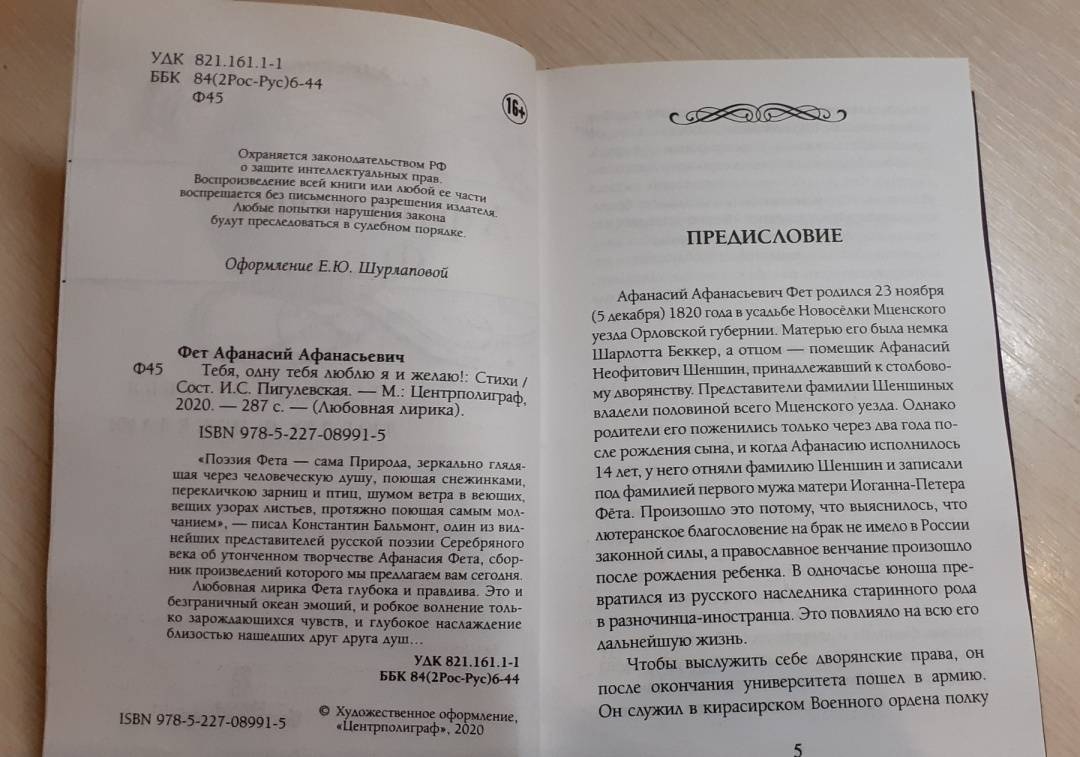 УДК 821.161.1-1
ББК 84(2Рос-Рус)6-44
Ф45
16+
Охраняется законодательством РФ
о защите интеллектуальных прав.
Воспроизведение всей книги или любой ее части
воспрещается без письменного разрешения издателя.
Любые попытки нарушения закона
будут преследоваться в судебном порядке.
Оформление Е.Ю. Шурлаповой
Фет Афанасий Афанасьевич
Ф45 Тебя, одну тебя люблю я и желаю!: Стихи /
Сост. И.С. Пигулевская. — М.: Центрполиграф,
2020. — 287 с. — (Любовная лирика).
ISBN 978-5-227-08991-5
«Поэзия Фета — сама Природа, зеркально глядя-
щая через человеческую душу, поющая снежинками,
перекличкою зарниц и птиц, шумом ветра в веющих,
вещих узорах листьев, протяжно поющая самым мол-
чанием», — писал Константин Бальмонт, один из вид-
нейших представителей русской поэзии Серебряного
века об утонченном творчестве Афанасия Фета, сбор-
ник произведений которого мы предлагаем вам сегодня.
Любовная лирика Фета глубока и правдива. Это и
безграничный океан эмоций, и робкое волнение толь-
ко зарождающихся чувств, и глубокое наслаждение
близостью нашедших друг друга душ...
УДК 821.161.1-1
ББК 84(2Рос-Рус)6-44
© Художественное оформление,
«Центрполиграф», 2020
ISBN 978-5-227-08991-5
ПРЕДИСЛОВИЕ
Афанасий Афанасьевич Фет родился 23 ноября
(5 декабря) 1820 года в усадьбе Новосёлки Мценского
уезда Орловской губернии. Матерью его была немка
Шарлотта Беккер, а отцом — помещик Афанасий
Неофитович Шеншин, принадлежавший к столбово-
му дворянству. Представители фамилии Шеншиных
владели половиной всего Мценского уезда. Однако
родители его поженились только через два года по-
сле рождения сына, и когда Афанасию исполнилось
14 лет, у него отняли фамилию Шеншин и записали
под фамилией первого мужа матери Иоганна-Петера
Фёта. Произошло это потому, что выяснилось, что
лютеранское благословение на брак не имело в России
законной силы, а православное венчание произошло
после рождения ребенка. В одночасье юноша пре-
вратился из русского наследника старинного рода
в разночинца-иностранца. Это повлияло на всю его
дальнейшую жизнь.
Чтобы выслужить себе дворянские права, он
после окончания университета пошел в армию.
Он служил в кирасирском Военного ордена полку
5